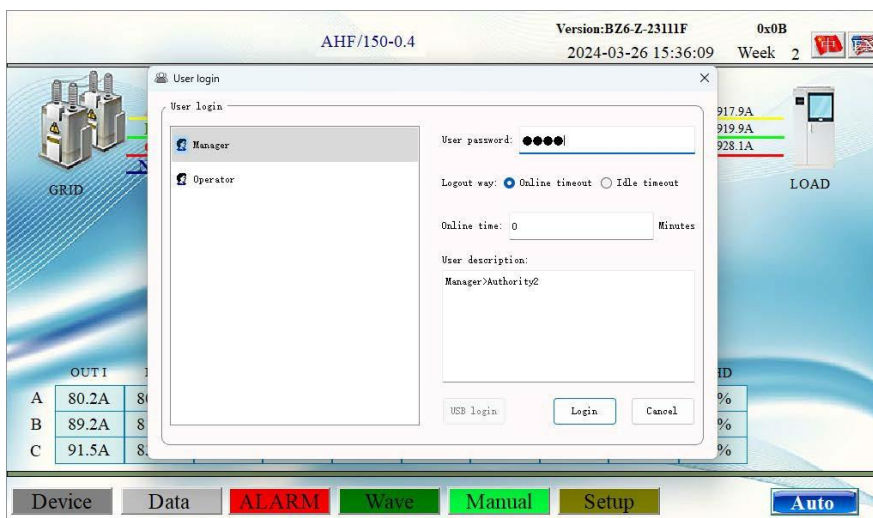 AHF/150-0.4
Version:BZ6-Z-23111F
0x0B
2024-03-26 15:36:09
Week 2
中
User login
User login
Manager
Operator
User password: ●●●●
Logout way: Online timeout Idle timeout
Online time: 0 Minutes
User description:
Manager>Authority2
USB login
Login
Cancel
GRID
917.9A
919.9A
928.1A
LOAD
OUT I
A 80.2A
B 89.2A
C 91.5A
%
%
%
Device
Data
ALARM
Wave
Manual
Setup
Auto